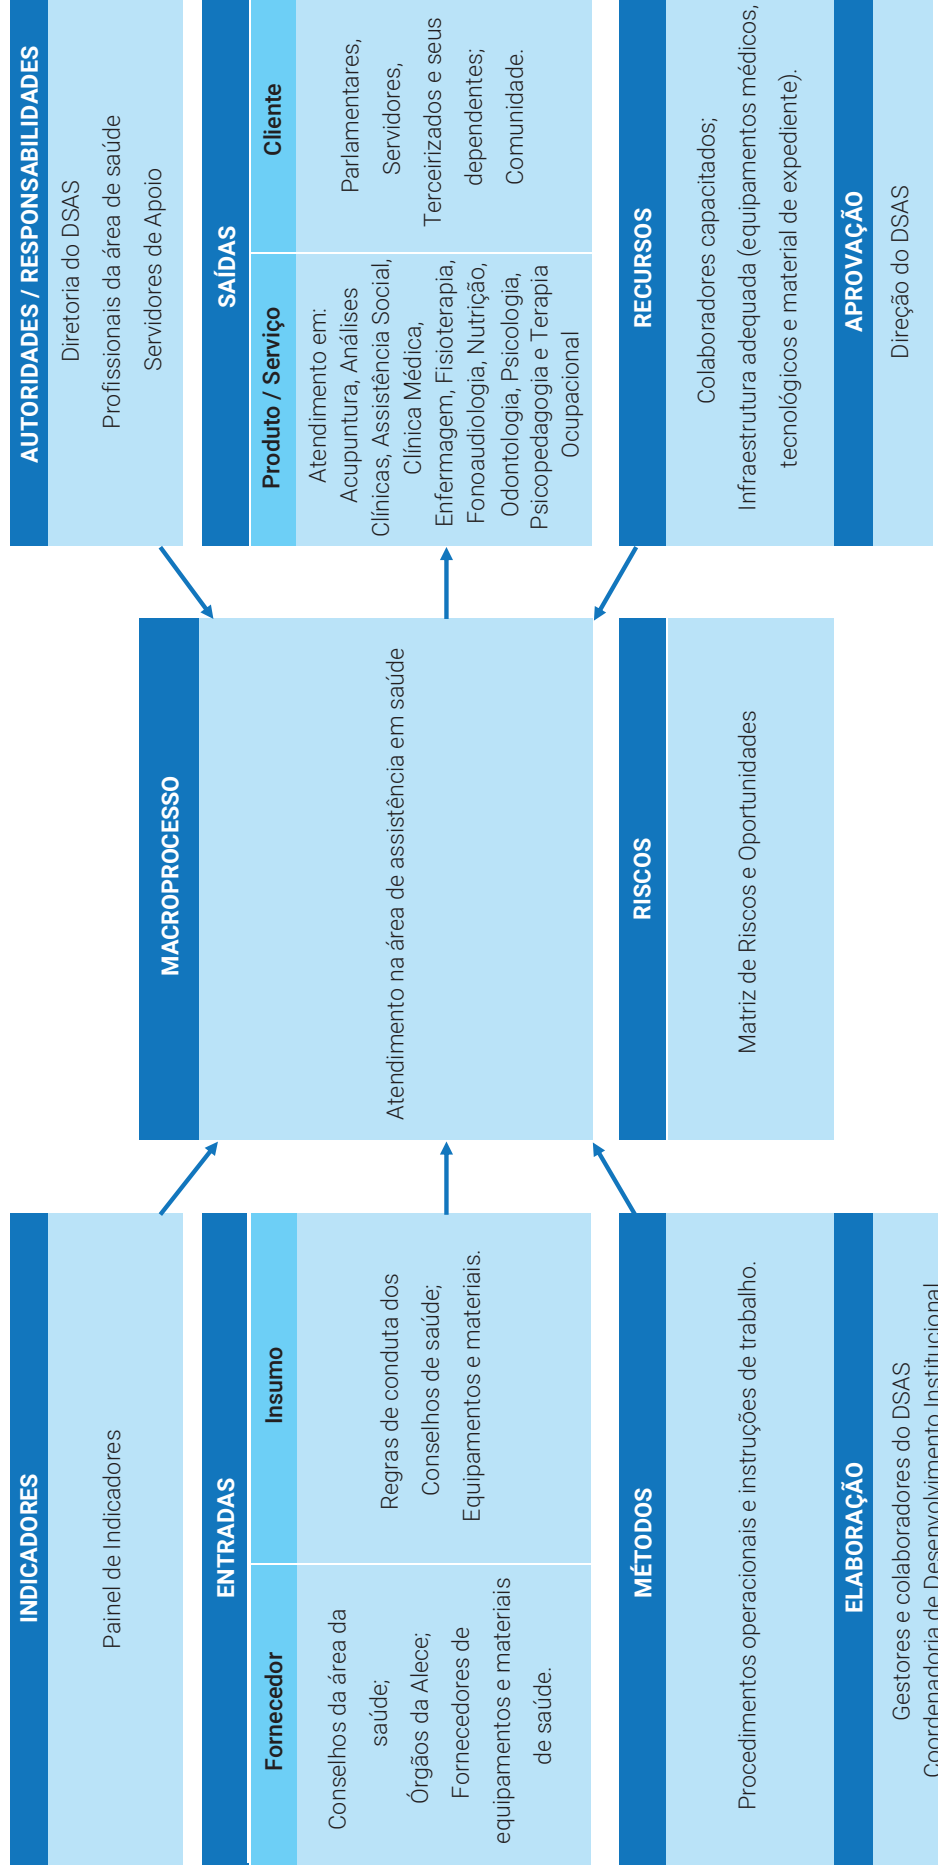 INDICADORES
Painel de Indicadores
AUTORIDADES / RESPONSABILIDADES
Diretoria do DSAS
Profissionais da área de saúde
Servidores de Apoio
MACROPROCESSO
Atendimento na área de assistência em saúde
ENTRADAS
Fornecedor
Conselhos da área da
saúde;
Órgãos da Alece;
Fornecedores de
equipamentos e materiais
de saúde.
Insumo
Regras de conduta dos
Conselhos de saúde;
Equipamentos e materiais.
SAÍDAS
Produto / Serviço
Atendimento em:
Acupuntura, Análises
Clínicas, Assistência Social,
Clínica Médica,
Enfermagem, Fisioterapia,
Fonoaudiologia, Nutrição,
Odontologia, Psicologia,
Psicopedagogia e Terapia
Ocupacional
Cliente
Parlamentares,
Servidores,
Terceirizados e seus
dependentes;
Comunidade.
MÉTODOS
Procedimentos operacionais e instruções de trabalho.
RISCOS
Matriz de Riscos e Oportunidades
RECURSOS
Colaboradores capacitados;
Infraestrutura adequada (equipamentos médicos,
tecnológicos e material de expediente).
ELABORAÇÃO
Gestores e colaboradores do DSAS
Coordenadoria de Desenvolvimento Institucional
APROVAÇÃO
Direção do DSAS